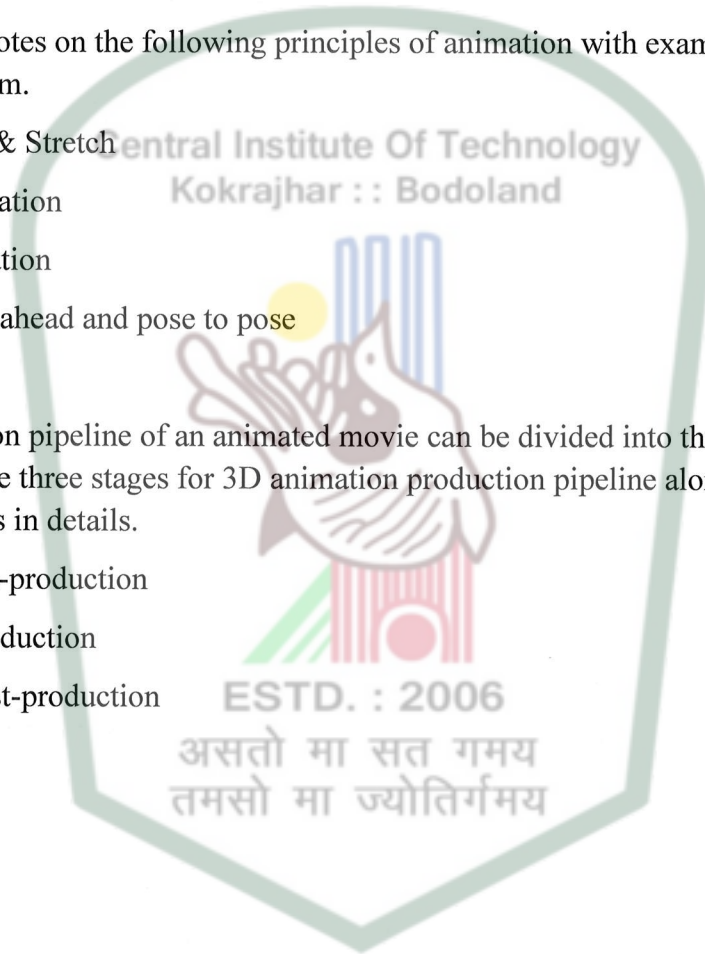 otes on the following principles of animation with exam
m.
& Stretch
Central Institute Of Technology
Kokrajhar : : Bodoland
ation
tion
ahead and pose to pose
on pipeline of an animated movie can be divided into th
e three stages for 3D animation production pipeline alo
s in details.
-production
duction
t-production
ESTD. : 2006
असतो मा सत गमय
तमसो मा ज्योतिर्गमय